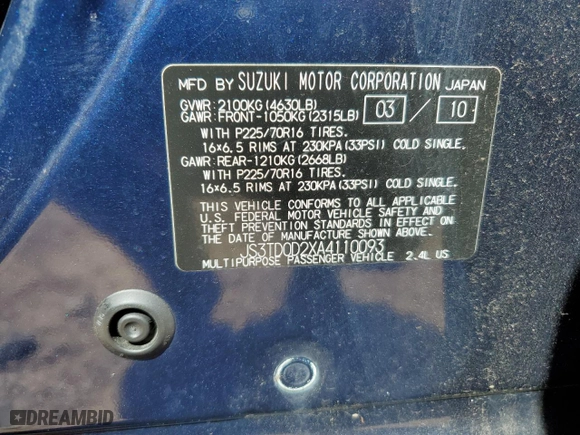 MFD BY SUZUKI MOTOR CORPORATION JAPAN
GVWR:2100KG(4630LB)
GAWR:FRONT-1050KG(2315LB) 03 / 10
WITH P225/70R16 TIRES.
16×6.5 RIMS AT 230KPA(33PSI) COLD SINGLE.
GAWR:REAR-1210KG(2668LB)
WITH P225/70R16 TIRES.
16×6.5 RIMS AT 230KPA(33PSI) COLD SINGLE.
THIS VEHICLE CONFORMS TO ALL APPLICABLE
U.S. FEDERAL MOTOR VEHICLE SAFETY AND
THEFT PREVENTION STANDARDS IN EFFECT ON
THE DATE OF MANUFACTURE SHOWN ABOVE.
JS3TD0D2XA4110093
MULTIPURPOSE PASSENGER VEHICLE 2.4L US
DREAMBID